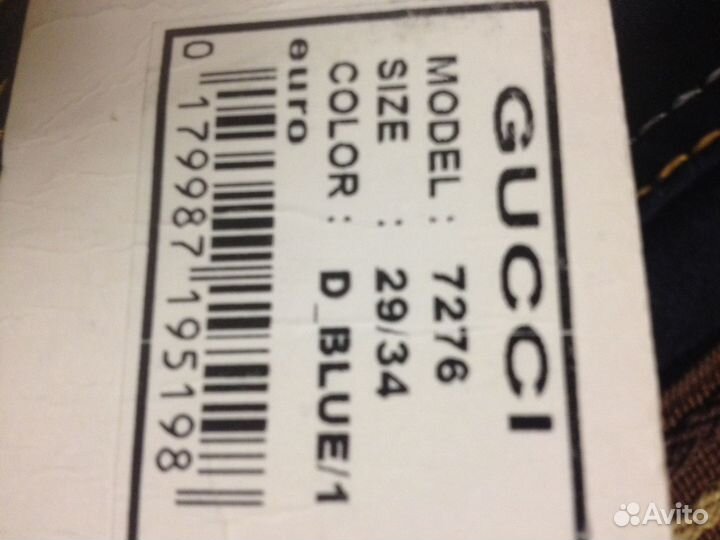 GUCCI
MODEL : 7276
SIZE : 29/34
COLOR : D_BLUE/1
euro
0 179987 195198
Avito